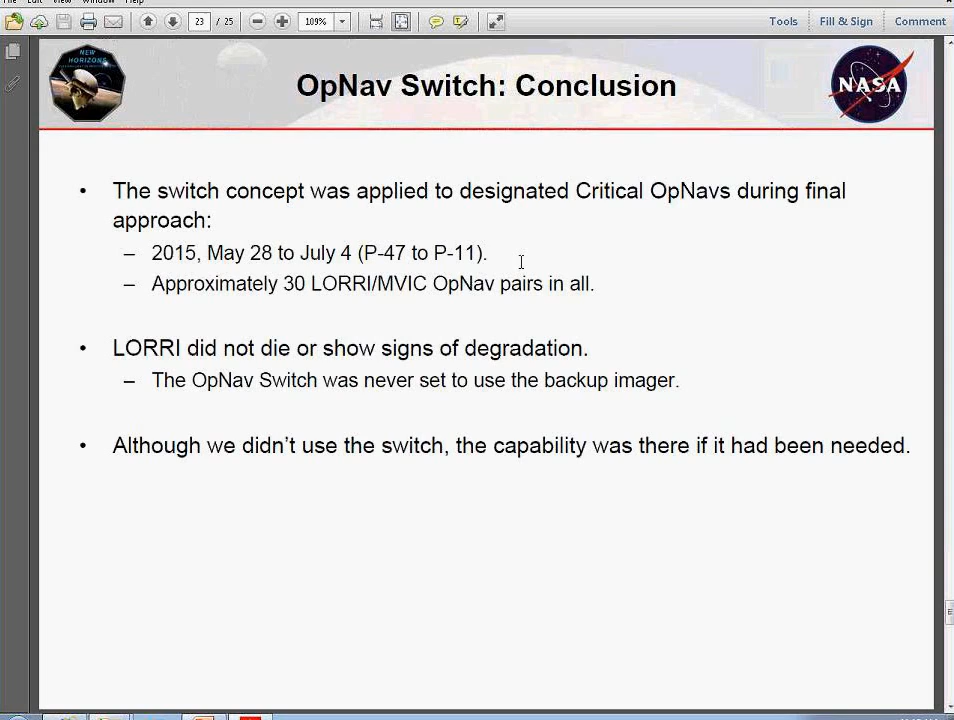 Window
Help
23 / 25
109%
Tools
Fill & Sign
Comment
NEW
HORIZONS
OpNav Switch: Conclusion
NASA
• The switch concept was applied to designated Critical OpNavs during final
approach:
– 2015, May 28 to July 4 (P-47 to P-11).
– Approximately 30 LORRI/MVIC OpNav pairs in all.
• LORRI did not die or show signs of degradation.
– The OpNav Switch was never set to use the backup imager.
• Although we didn't use the switch, the capability was there if it had been needed.